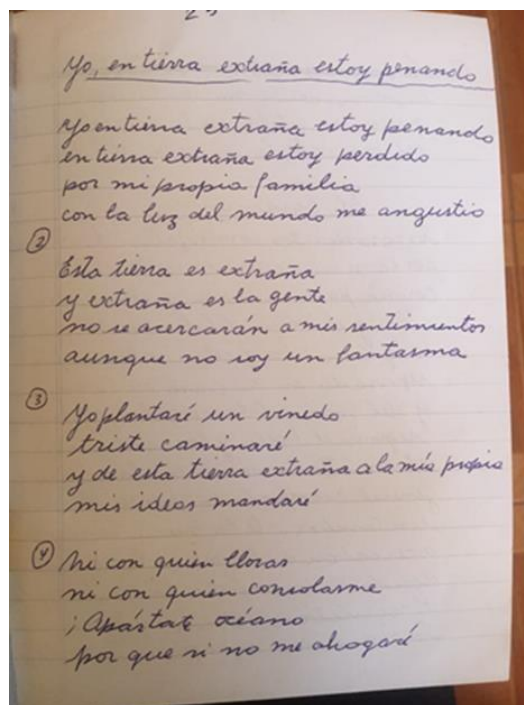 Yo, en tierra extraña estoy penando
Yo en tierra extraña estoy penando
en tierra extraña estoy perdido
por mi propia familia
con la luz del mundo me angustio
②
Esta tierra es extraña
y extraña es la gente
no se acercarán a mis sentimientos
aunque no soy un fantasma
③
Yo plantaré un vinedo
triste caminaré
y de esta tierra extraña a la mía propia
mis ideas mandaré
④ Ni con quien lloras
ni con quien consolarme
¡Apártate océano
por que si no me ahogaré